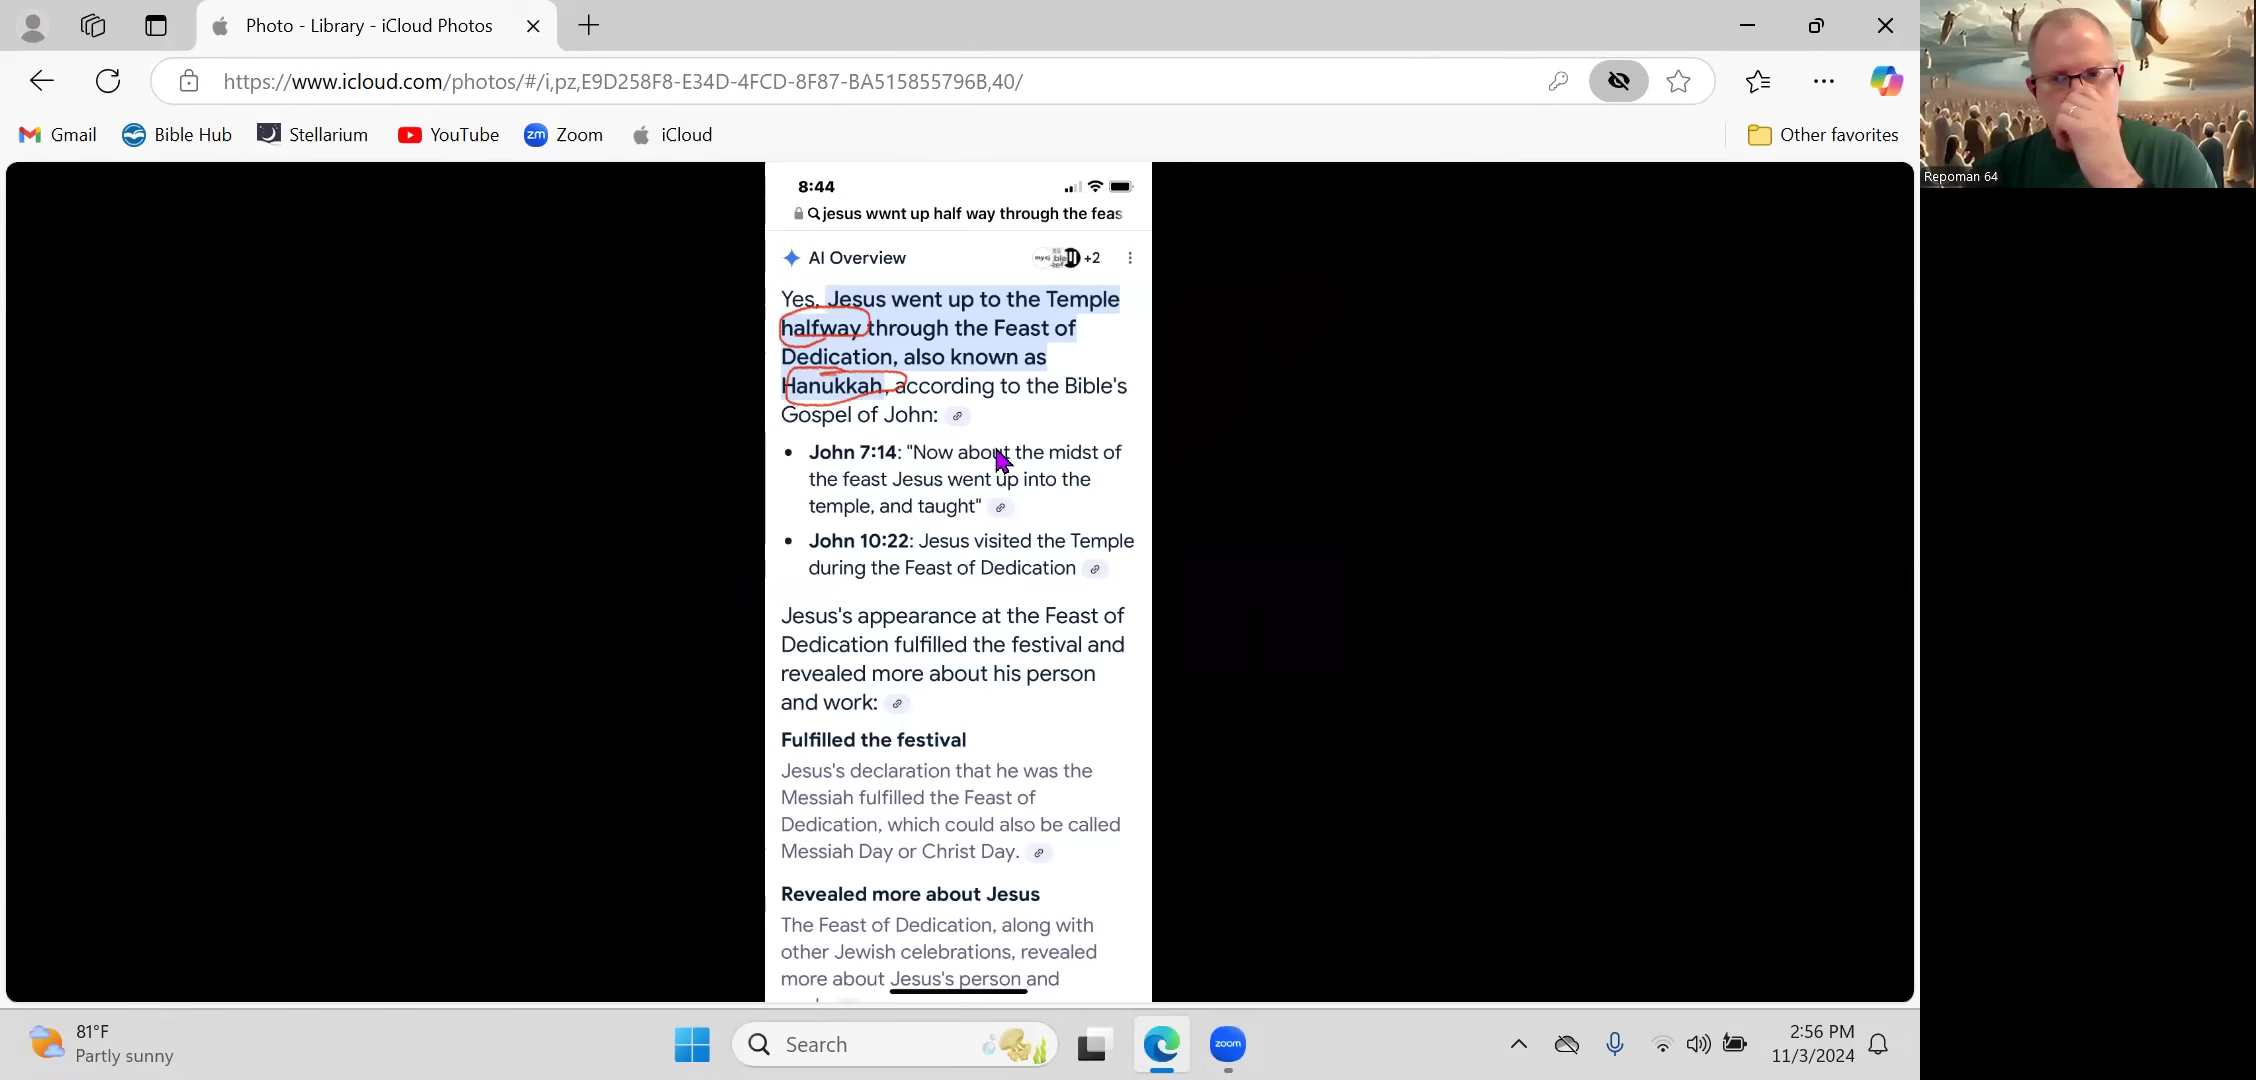 Photo - Library - iCloud Photos
https://www.icloud.com/photos/#/i,pz,E9D258F8-E34D-4FCD-8F87-BA515855796B,40/
Gmail Bible Hub Stellarium YouTube Zoom iCloud Other favorites
Repoman 64
8:44
jesus wwnt up half way through the feas
AI Overview +2
Yes, Jesus went up to the Temple
halfway through the Feast of
Dedication, also known as
Hanukkah, according to the Bible's
Gospel of John:
• John 7:14: "Now about the midst of
the feast Jesus went up into the
temple, and taught"
• John 10:22: Jesus visited the Temple
during the Feast of Dedication
Jesus's appearance at the Feast of
Dedication fulfilled the festival and
revealed more about his person
and work:
Fulfilled the festival
Jesus's declaration that he was the
Messiah fulfilled the Feast of
Dedication, which could also be called
Messiah Day or Christ Day.
Revealed more about Jesus
The Feast of Dedication, along with
other Jewish celebrations, revealed
more about Jesus's person and
81°F
Partly sunny
Search
zoom
2:56 PM
11/3/2024